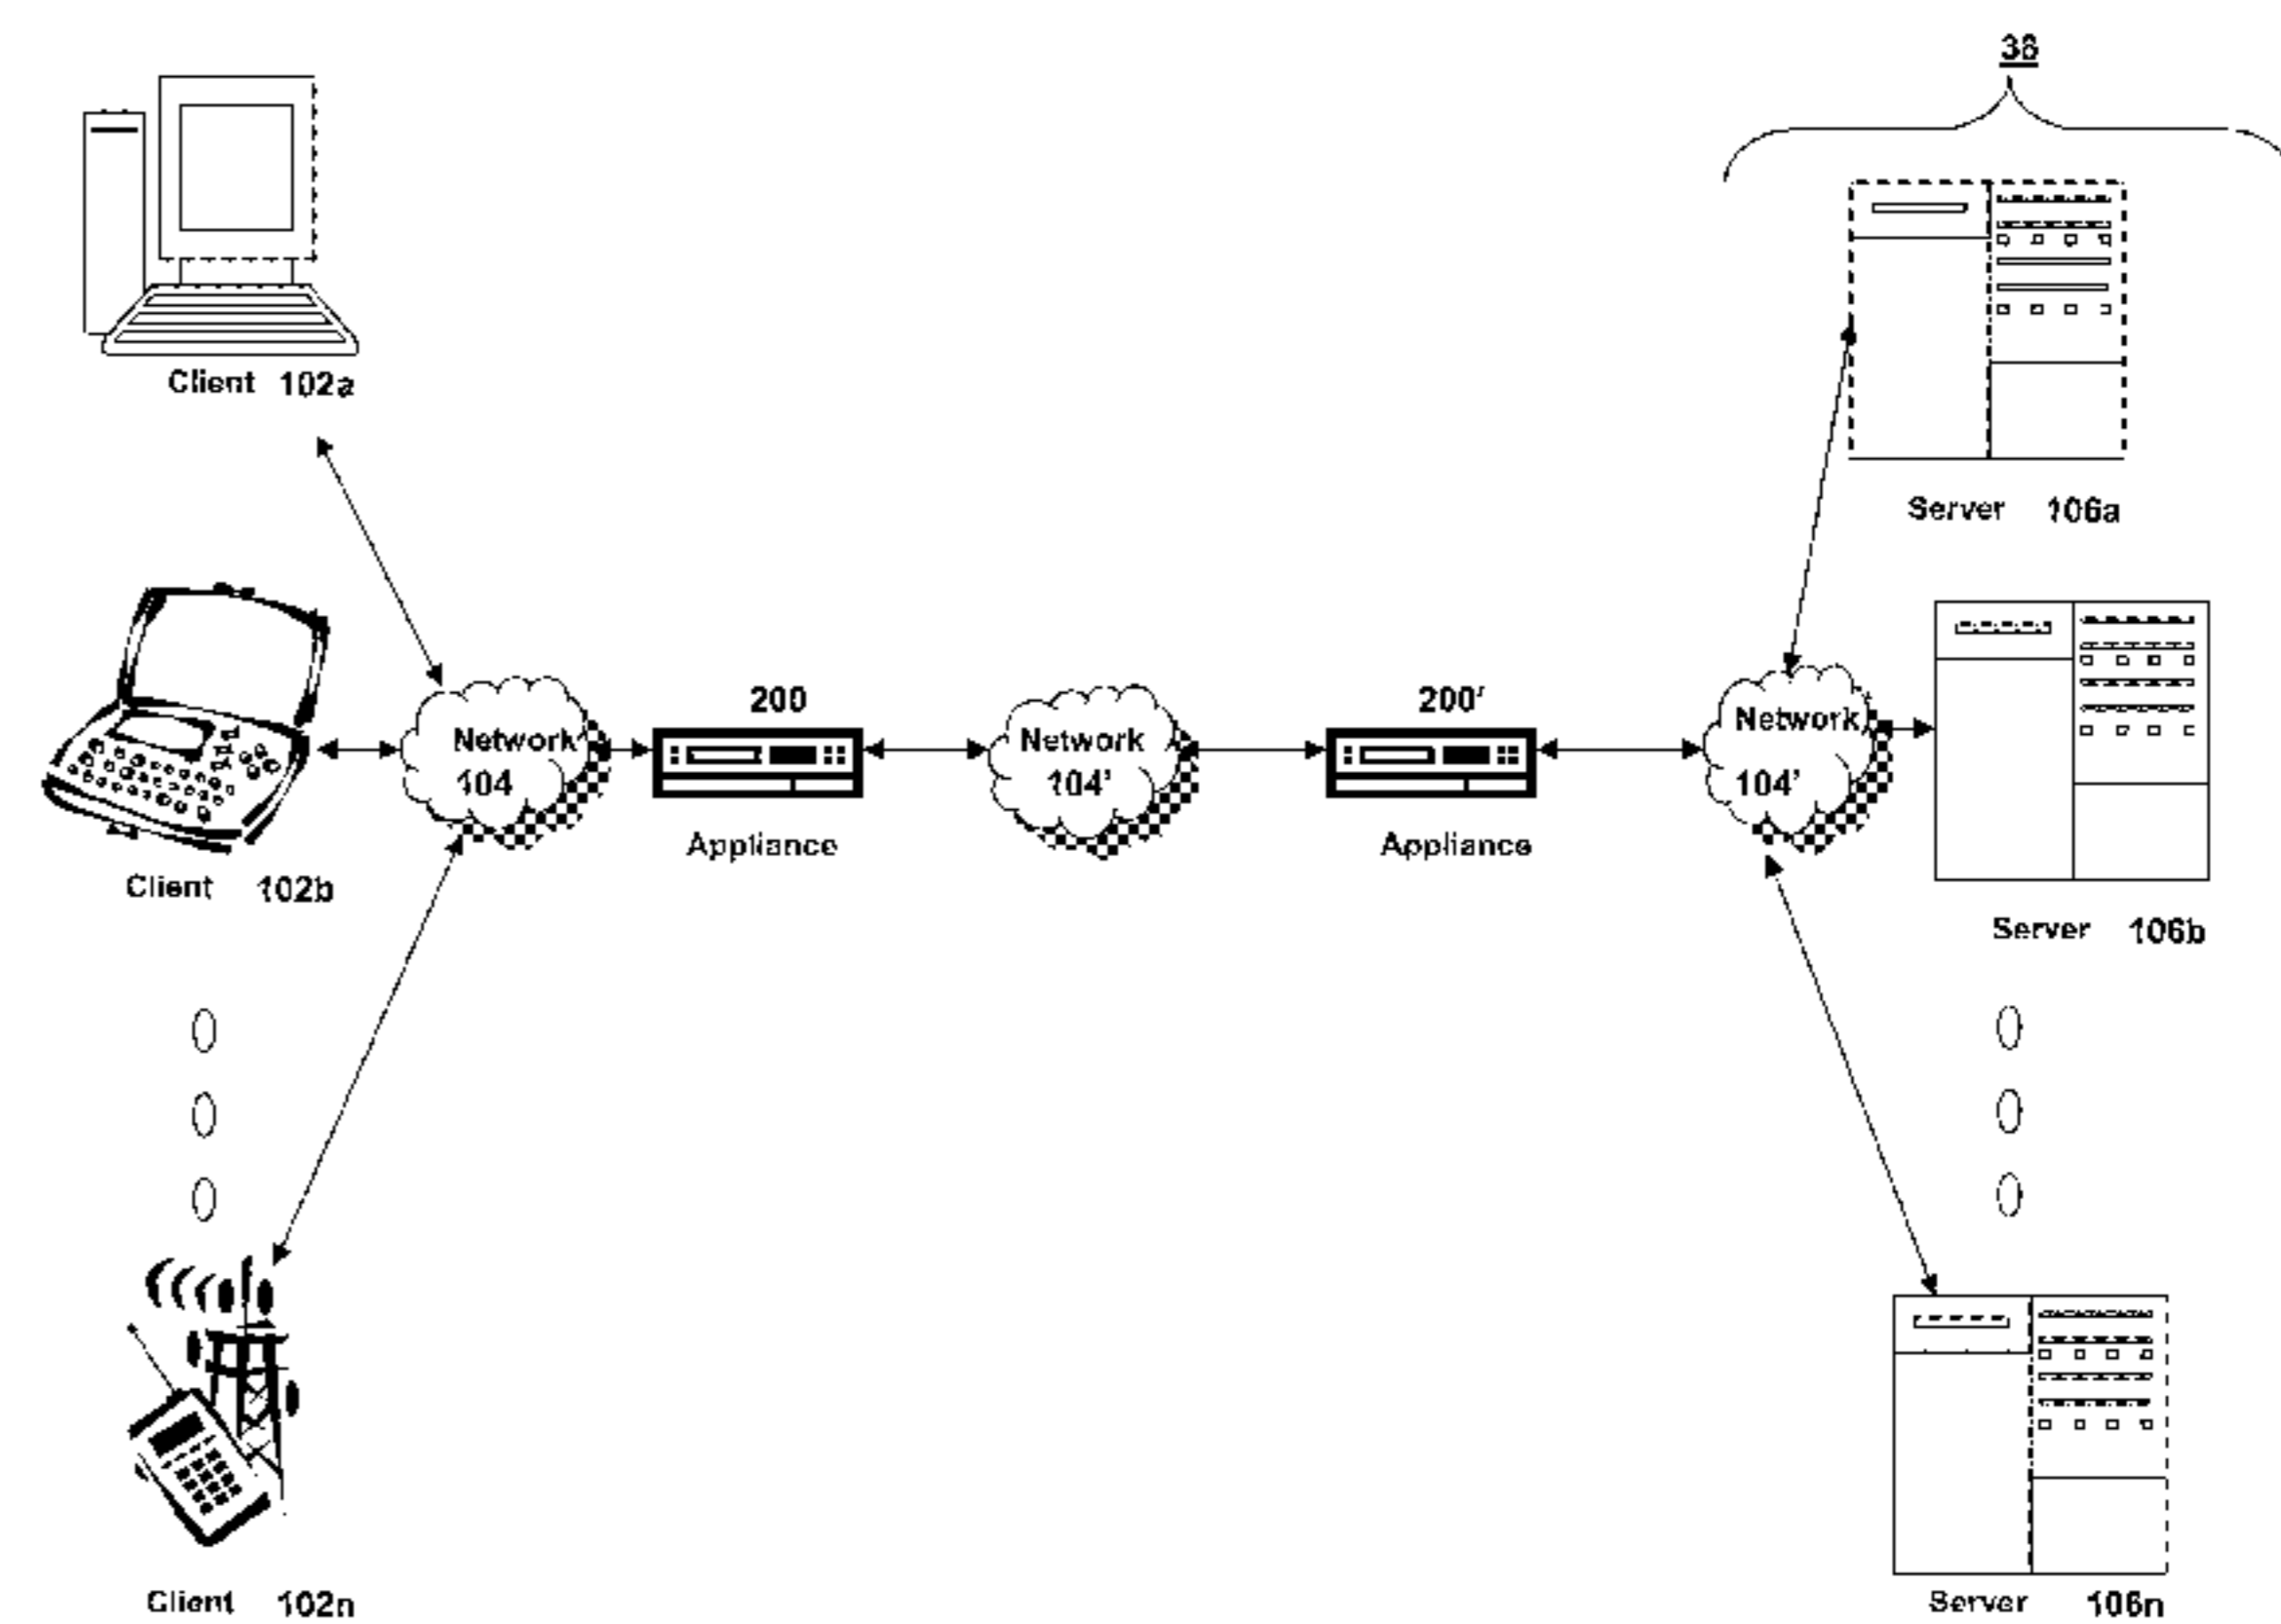 38
Client 102a
Server 106a
200
200'
Network
104
Network
104'
Network
104'
Appliance
Appliance
Client 102b
Server 106b
Client 102n
Server 106n